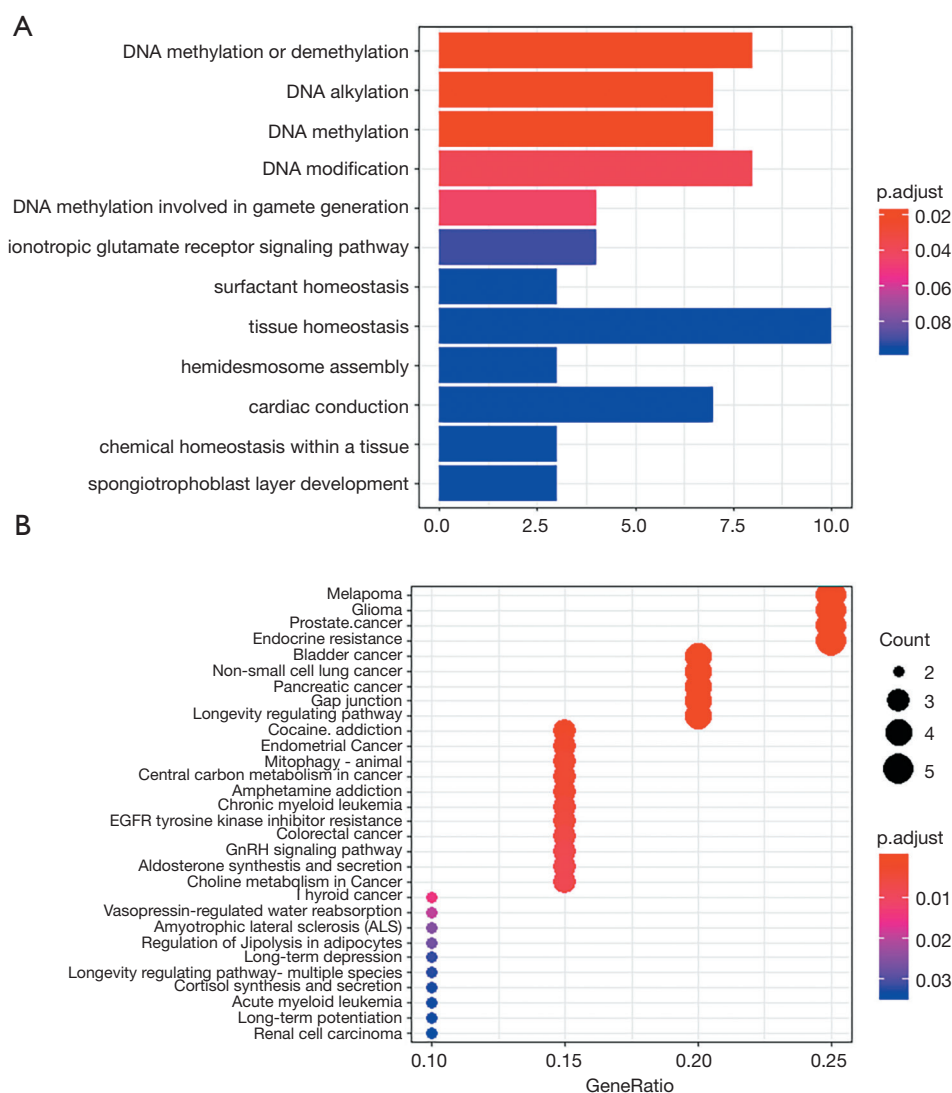 A
DNA methylation or demethylation
DNA alkylation
DNA methylation
DNA modification
DNA methylation involved in gamete generation
ionotropic glutamate receptor signaling pathway
surfactant homeostasis
tissue homeostasis
hemidesmosome assembly
cardiac conduction
chemical homeostasis within a tissue
spongiotrophoblast layer development
0.0 2.5 5.0 7.5 10.0
p.adjust
0.02
0.04
0.06
0.08
B
Melapoma
Glioma
Prostate.cancer
Endocrine resistance
Bladder cancer
Non-small cell lung cancer
Pancreatic cancer
Gap junction
Longevity regulating pathway
Cocaine. addiction
Endometrial Cancer
Mitophagy - animal
Central carbon metabolism in cancer
Amphetamine addiction
Chronic myeloid leukemia
EGFR tyrosine kinase inhibitor resistance
Colorectal cancer
GnRH signaling pathway
Aldosterone synthestis and secretion
Choline metabqlism in Cancer
I hyroid cancer
Vasopressin-regulated water reabsorption
Amyotrophic lateral sclerosis (ALS)
Regulation of Jipolysis in adipocytes
Long-term depression
Longevity regulating pathway- multiple species
Cortisol synthesis and secretion
Acute myeloid leukemia
Long-term potentiation
Renal cell carcinoma
0.10 0.15 0.20 0.25
GeneRatio
Count
2
3
4
5
p.adjust
0.01
0.02
0.03